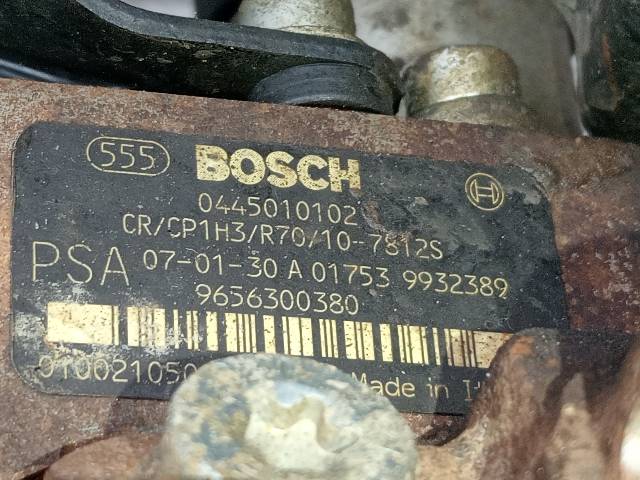 555 BOSCH
0445010102
CR/CP1H3/R70/10-7812S
PSA 07-01-30 A 01753 9932389
9656300380
Made in